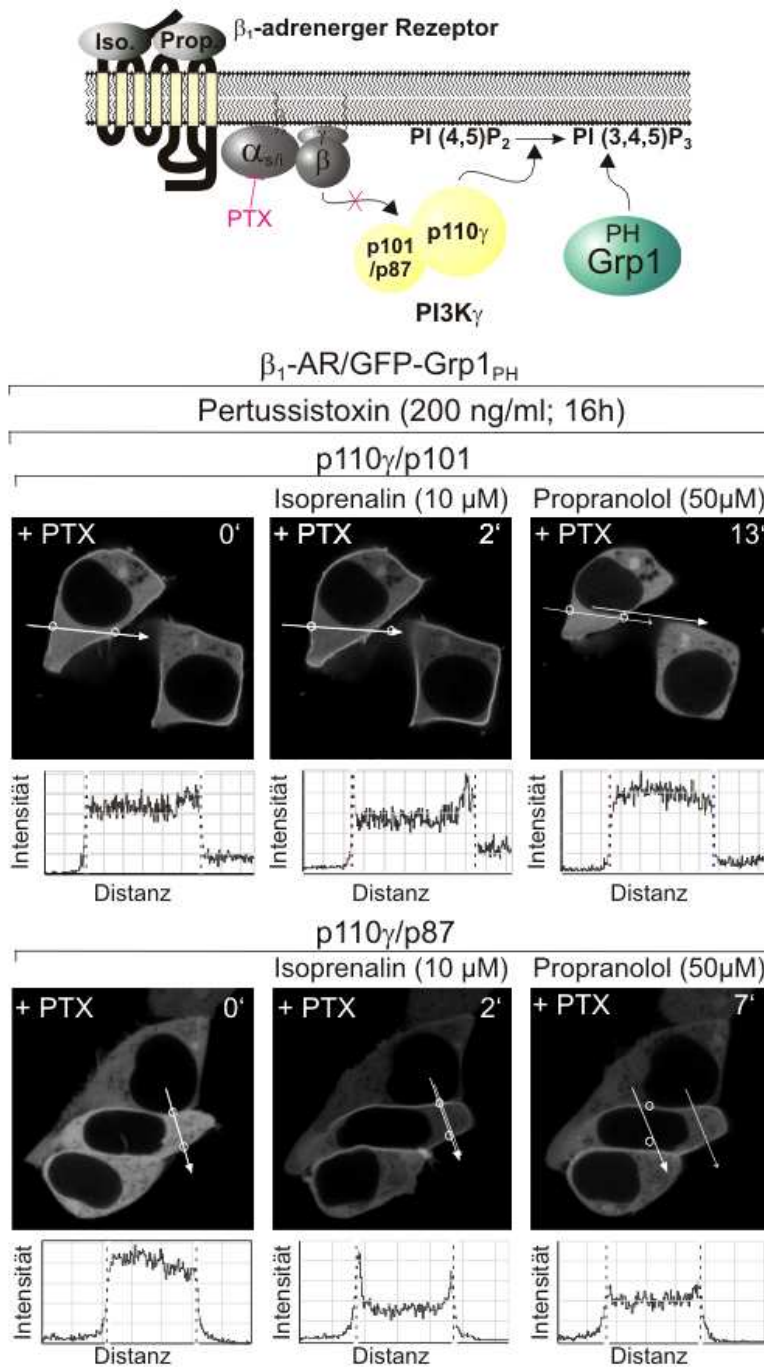 Iso. Prop. β₁-adrenerger Rezeptor
PI (4,5)P₂ PI (3,4,5)P₃
α s/i γ β
PTX
p101 /p87 p110γ
PH Grp1
PI3Kγ
β₁-AR/GFP-Grp1PH
Pertussistoxin (200 ng/ml; 16h)
p110γ/p101
Isoprenalin (10 µM) Propranolol (50µM)
+ PTX 0‘ + PTX 2‘ + PTX 13‘
Intensität Intensität Intensität
Distanz Distanz Distanz
p110γ/p87
Isoprenalin (10 µM) Propranolol (50µM)
+ PTX 0‘ + PTX 2‘ + PTX 7‘
Intensität Intensität Intensität
Distanz Distanz Distanz